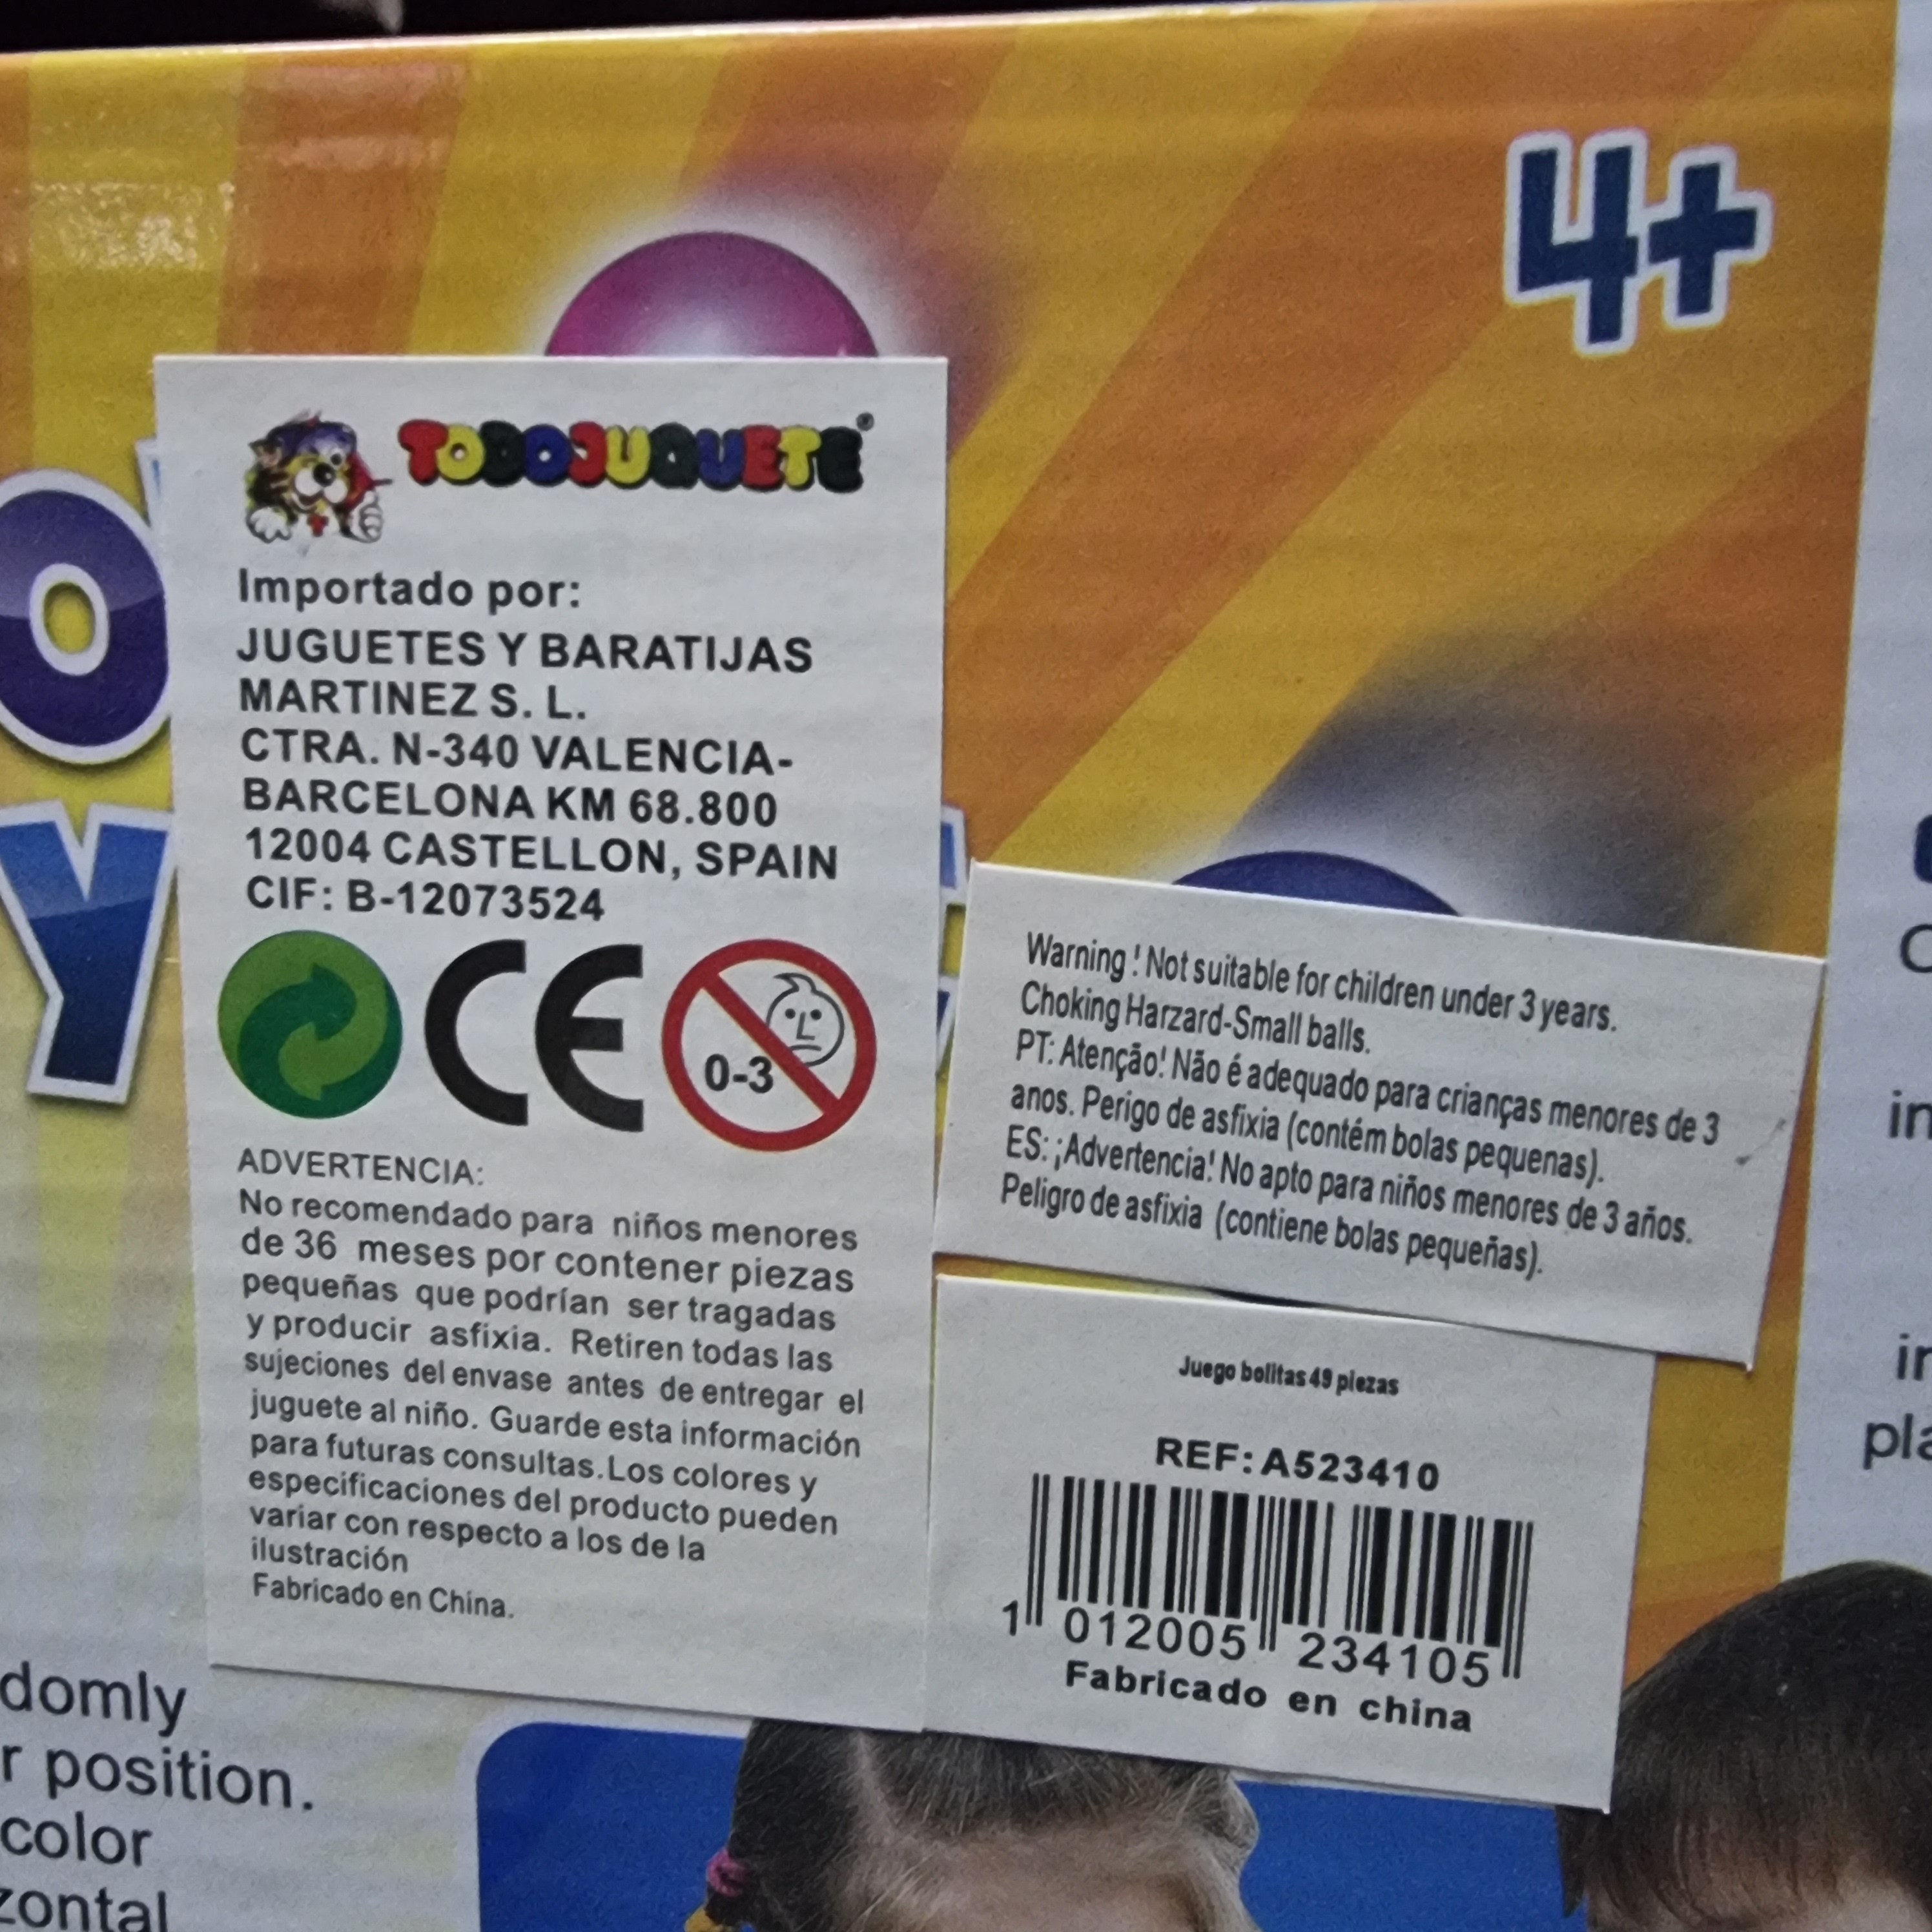 4+
TODOJUQUETE®
Importado por:
JUGUETES Y BARATIJAS
MARTINEZ S. L.
CTRA. N-340 VALENCIA-
BARCELONA KM 68.800
12004 CASTELLON, SPAIN
CIF: B-12073524
CE
0-3
ADVERTENCIA:
No recomendado para niños menores
de 36 meses por contener piezas
pequeñas que podrían ser tragadas
y producir asfixia. Retiren todas las
sujeciones del envase antes de entregar el
juguete al niño. Guarde esta información
para futuras consultas.Los colores y
especificaciones del producto pueden
variar con respecto a los de la
ilustración
Fabricado en China.
Warning ! Not suitable for children under 3 years.
Choking Harzard-Small balls.
PT: Atenção! Não é adequado para crianças menores de 3
anos. Perigo de asfixia (contém bolas pequenas).
ES: ¡Advertencia! No apto para niños menores de 3 años.
Peligro de asfixia (contiene bolas pequeñas).
Juego bolitas 49 piezas
REF: A523410
1 012005 234105
Fabricado en china
domly
r position.
color
zontal